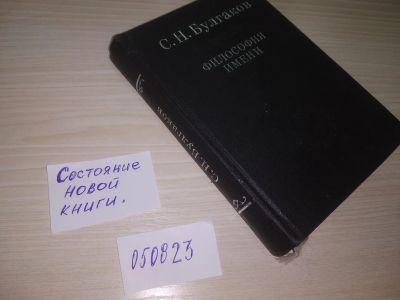 С. Н. Булгаков
ФИЛОСОФИЯ
ИМЕНИ
С. Н. БУЛГАКОВ
Состояние
новой
книги.
050823